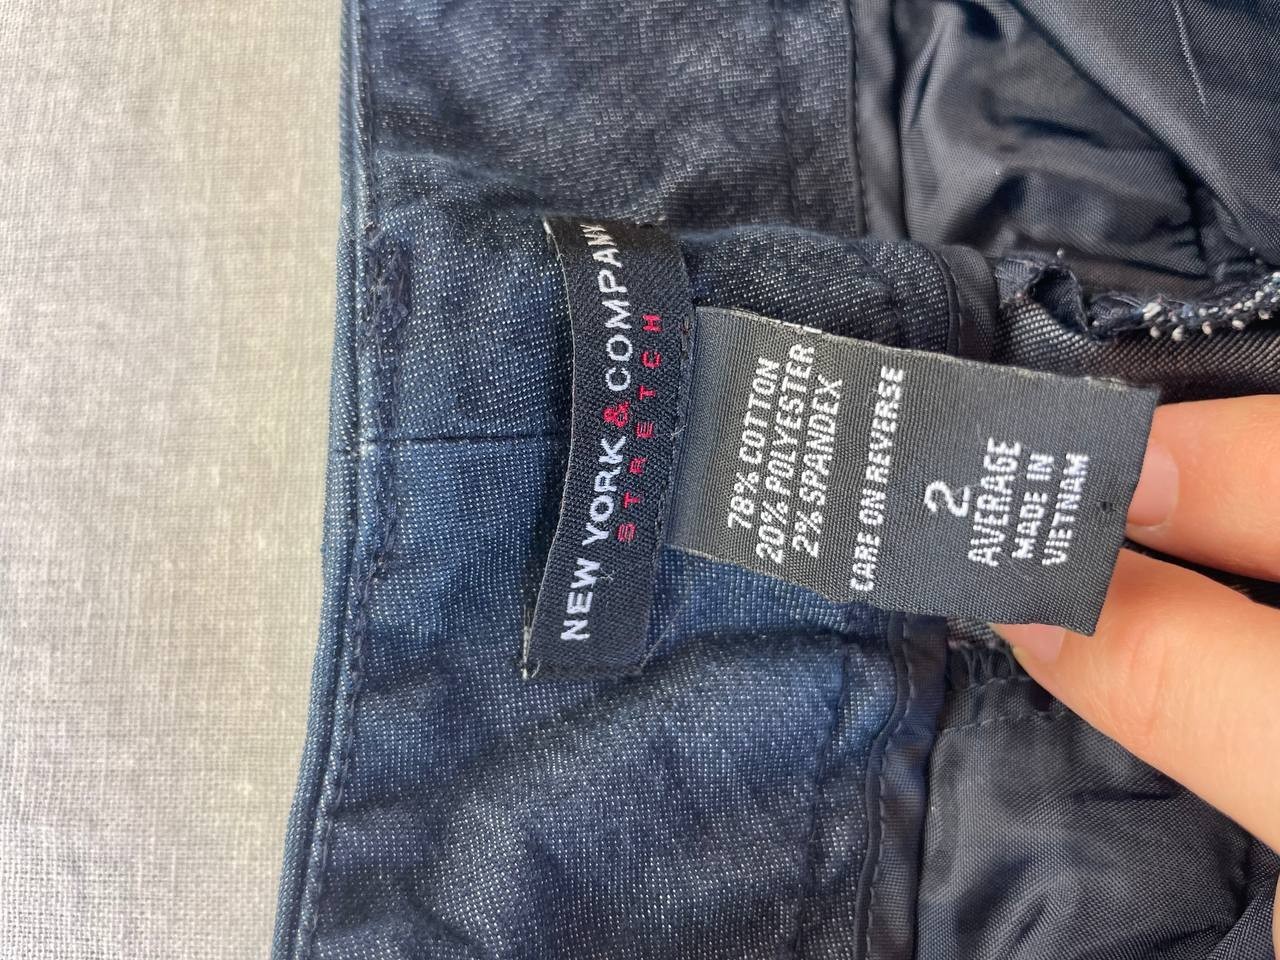 NEW YORK & COMPANY
STRETCH
78% COTTON
20% POLYESTER
2% SPANDEX
CARE ON REVERSE
2
AVERAGE
MADE IN
VIETNAM